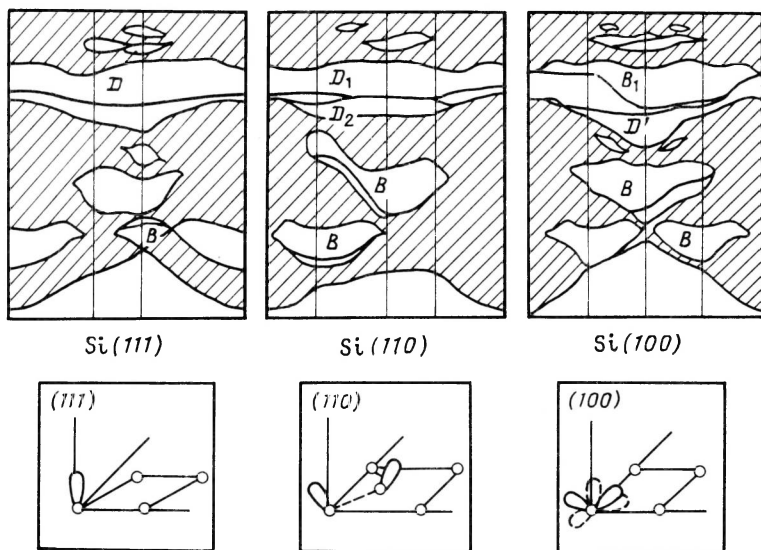 D
B
B
D₁
D₂
B
B
B₁
D'
B
B
Si(111)
Si(110)
Si(100)
(111)
(110)
(100)